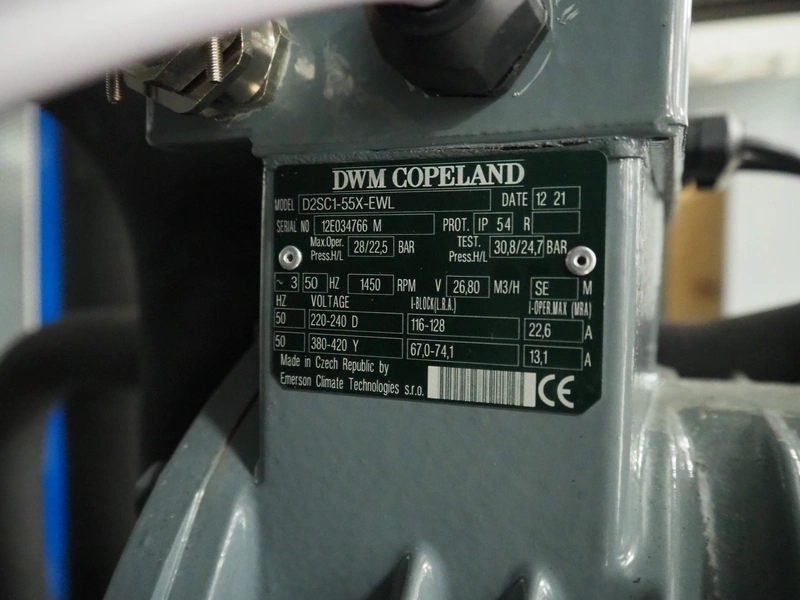 DWM COPELAND
MODEL D2SC1-55X-EWL DATE 12 21
SERIAL NO 12E034766 M PROT. IP 54 R
Max.Oper. Press.H/L 28/22,5 BAR TEST. Press.H/L 30,8/24,7 BAR
~ 3 50 HZ 1450 RPM V 26,80 M3/H SE M
HZ VOLTAGE I-BLOCK(L.R.A.) I-OPER.MAX (MRA)
50 220-240 D 116-128 22,6 A
50 380-420 Y 67,0-74,1 13,1 A
Made in Czech Republic by
Emerson Climate Technologies s.r.o. CE